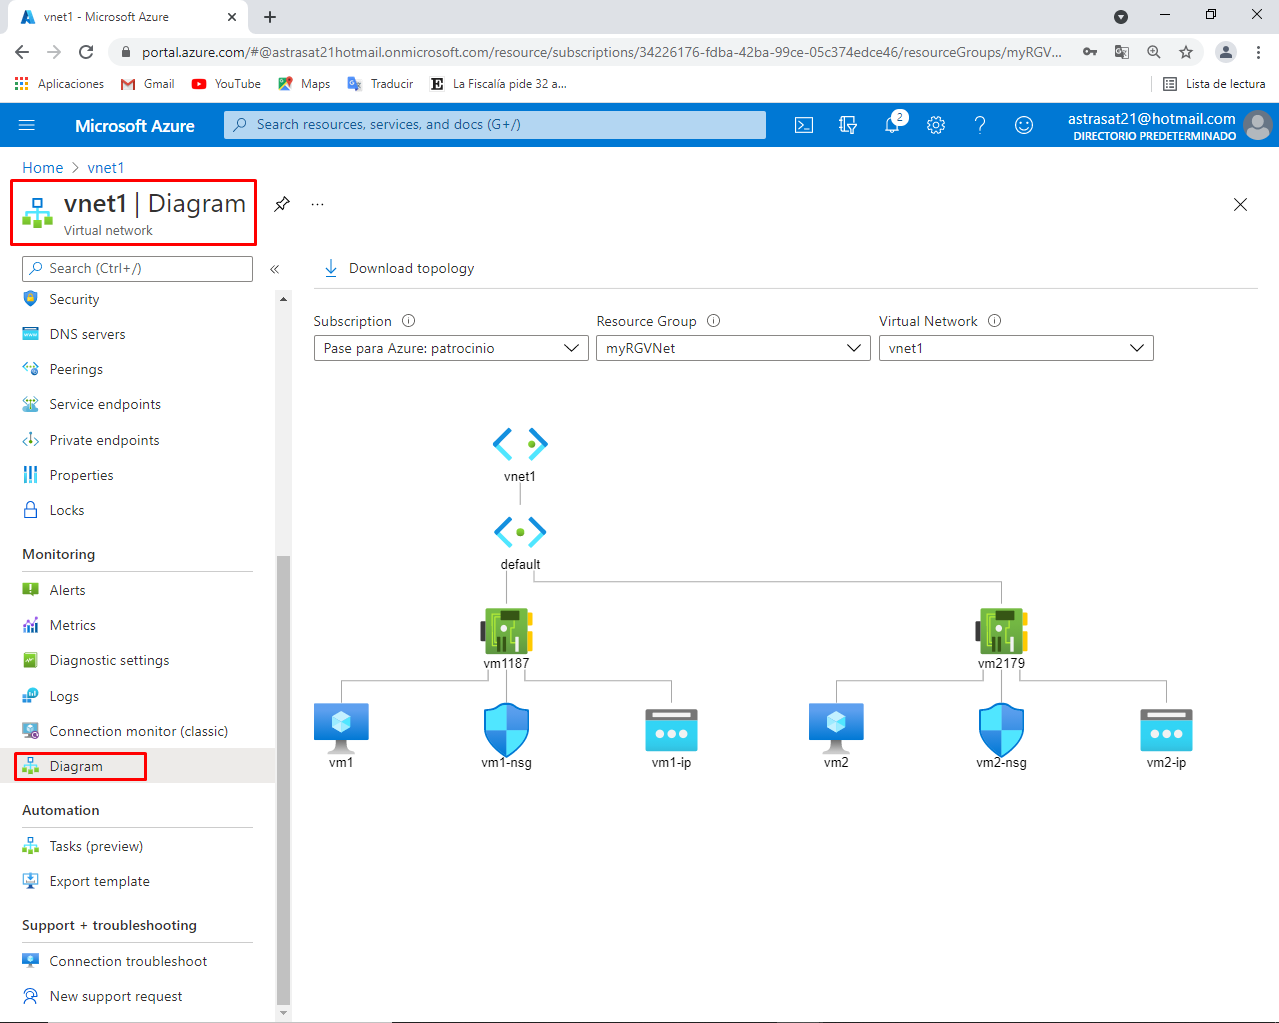 vnet1 - Microsoft Azure
portal.azure.com/#@astrasat21hotmail.onmicrosoft.com/resource/subscriptions/34226176-fdba-42ba-99ce-05c374edce46/resourceGroups/myRGV...
Aplicaciones Gmail YouTube Maps Traducir E La Fiscalía pide 32 a... Lista de lectura
Microsoft Azure Search resources, services, and docs (G+/) 2 astrasat21@hotmail.com
DIRECTORIO PREDETERMINADO
Home > vnet1
vnet1 | Diagram ...
Virtual network
Search (Ctrl+/) «
Security
DNS servers
Peerings
Service endpoints
Private endpoints
Properties
Locks
Monitoring
Alerts
Metrics
Diagnostic settings
Logs
Connection monitor (classic)
Diagram
Automation
Tasks (preview)
Export template
Support + troubleshooting
Connection troubleshoot
New support request
Download topology
Subscription Resource Group Virtual Network
Pase para Azure: patrocinio myRGVNet vnet1
vnet1
default
vm1187 vm2179
vm1 vm1-nsg vm1-ip vm2 vm2-nsg vm2-ip